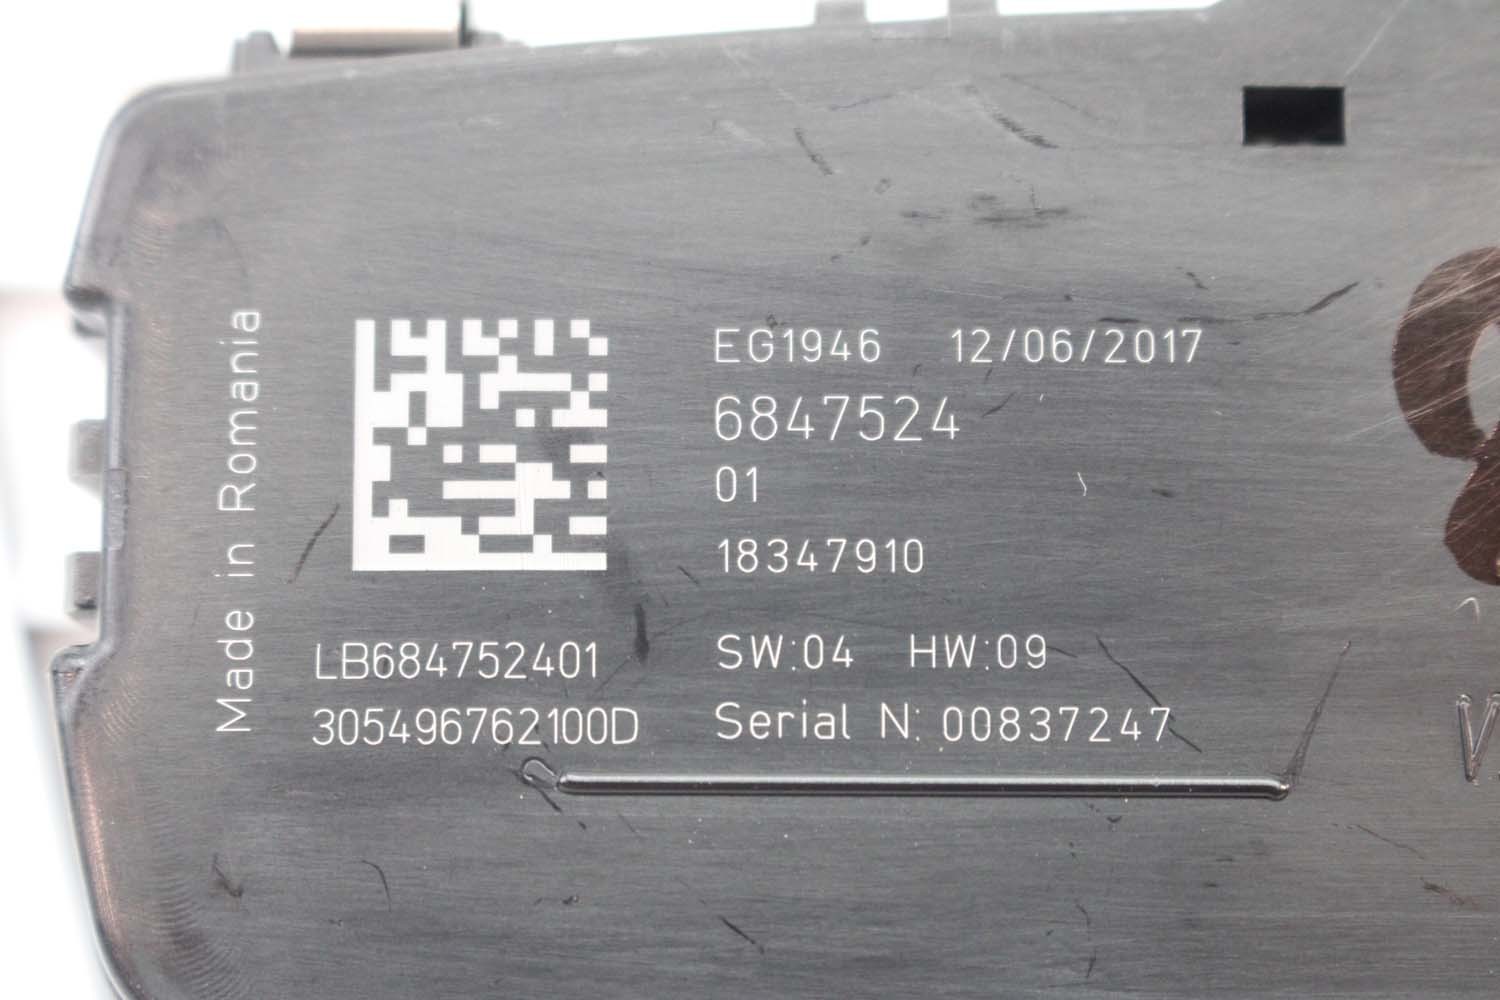 Made in Romania
EG1946 12/06/2017
6847524
01
18347910
LB684752401
SW:04 HW:09
305496762100D
Serial N: 00837247